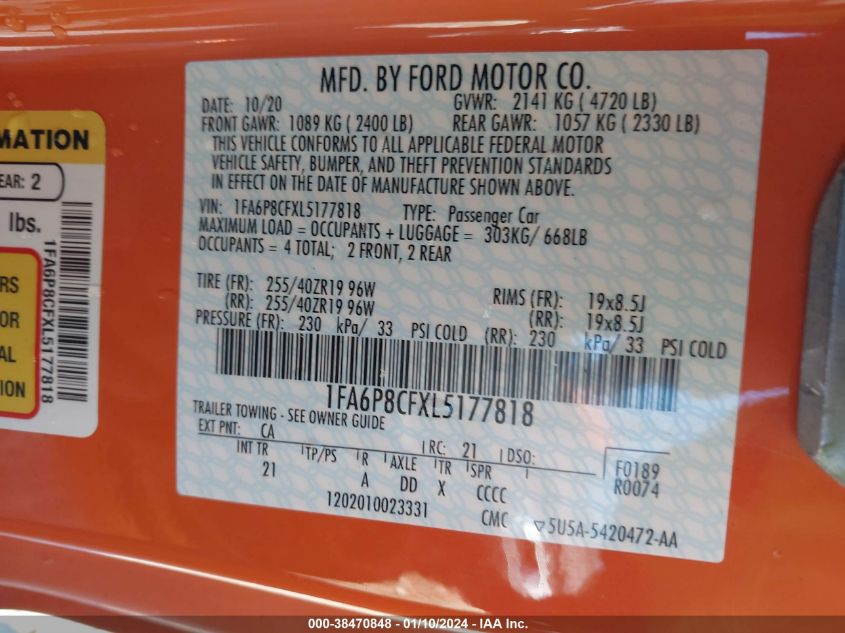 MATION
EAR: 2
lbs.
1FA6P8CFXL5177818
RS
OR
AL
TION
MFD. BY FORD MOTOR CO.
DATE: 10/20 GVWR: 2141 KG ( 4720 LB)
FRONT GAWR: 1089 KG ( 2400 LB) REAR GAWR: 1057 KG ( 2330 LB)
THIS VEHICLE CONFORMS TO ALL APPLICABLE FEDERAL MOTOR
VEHICLE SAFETY, BUMPER, AND THEFT PREVENTION STANDARDS
IN EFFECT ON THE DATE OF MANUFACTURE SHOWN ABOVE.
VIN: 1FA6P8CFXL5177818 TYPE: Passenger Car
MAXIMUM LOAD = OCCUPANTS + LUGGAGE = 303KG/ 668LB
OCCUPANTS = 4 TOTAL; 2 FRONT, 2 REAR
TIRE (FR): 255/40ZR19 96W RIMS (FR): 19x8.5J
(RR): 255/40ZR19 96W (RR): 19x8.5J
PRESSURE (FR): 230 kPa/ 33 PSI COLD (RR): 230 kPa/ 33 PSI COLD
1FA6P8CFXL5177818
TRAILER TOWING - SEE OWNER GUIDE
EXT PNT: CA RC: 21 DSO:
INT TR TP/PS R AXLE TR SPR F0189
21 A DD X CCCC R0074
1202010023331 CMC ▽5U5A-5420472-AA
000-38470848 - 01/10/2024 - IAA Inc.